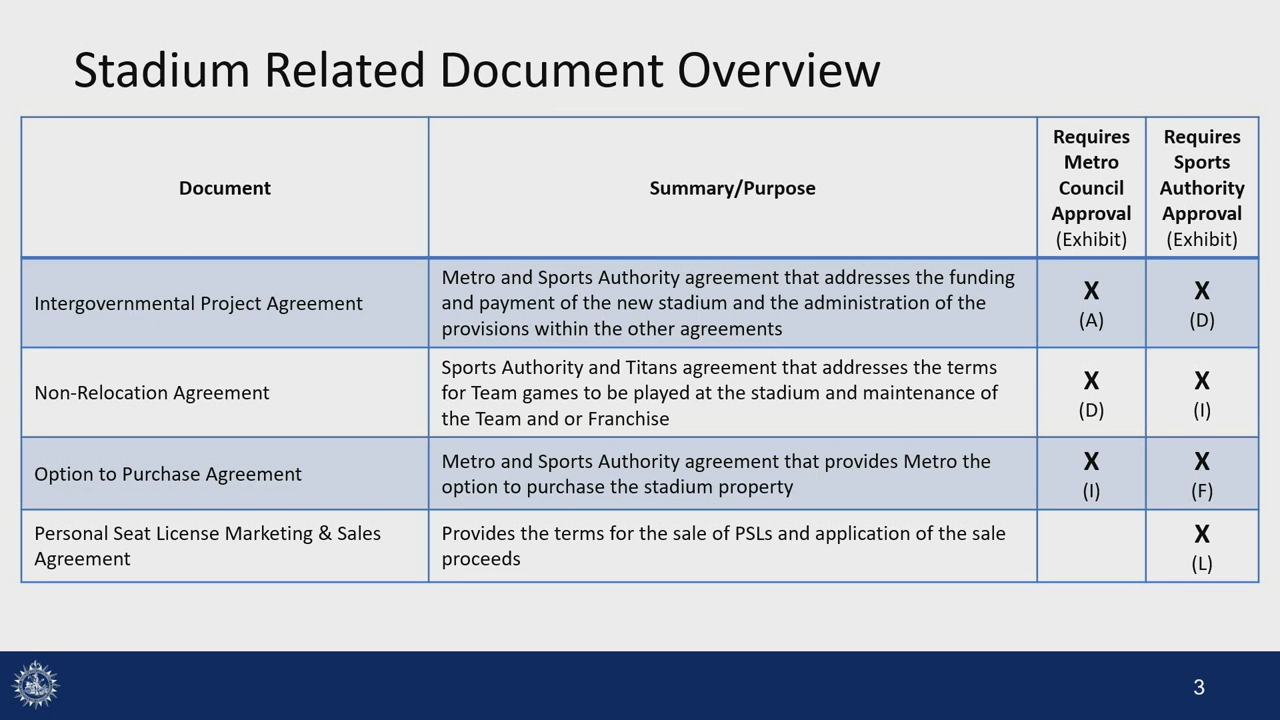 Stadium Related Document Overview
Document
Summary/Purpose
Requires
Metro
Council
Approval
(Exhibit)
Requires
Sports
Authority
Approval
(Exhibit)
Intergovernmental Project Agreement
Metro and Sports Authority agreement that addresses the funding
and payment of the new stadium and the administration of the
provisions within the other agreements
X
(A)
X
(D)
Non-Relocation Agreement
Sports Authority and Titans agreement that addresses the terms
for Team games to be played at the stadium and maintenance of
the Team and or Franchise
X
(D)
X
(I)
Option to Purchase Agreement
Metro and Sports Authority agreement that provides Metro the
option to purchase the stadium property
X
(I)
X
(F)
Personal Seat License Marketing & Sales
Agreement
Provides the terms for the sale of PSLs and application of the sale
proceeds
X
(L)
3